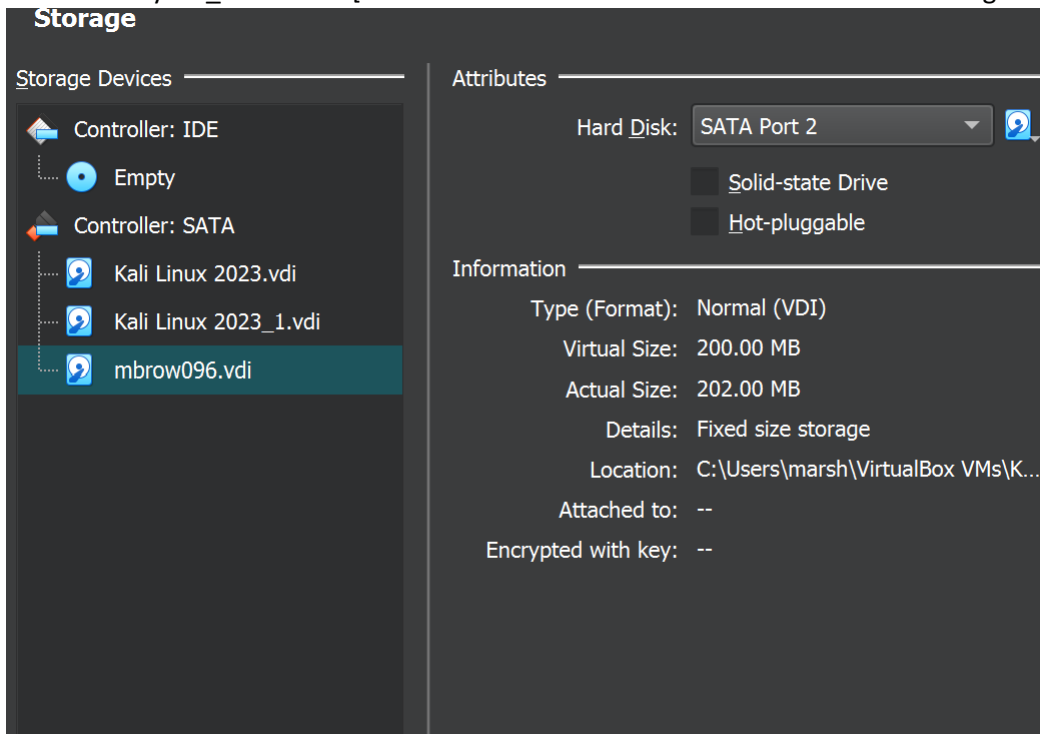 Storage
Storage Devices
Controller: IDE
Empty
Controller: SATA
Kali Linux 2023.vdi
Kali Linux 2023_1.vdi
mbrow096.vdi
Attributes
Hard Disk: SATA Port 2
Solid-state Drive
Hot-pluggable
Information
Type (Format): Normal (VDI)
Virtual Size: 200.00 MB
Actual Size: 202.00 MB
Details: Fixed size storage
Location: C:\Users\marsh\VirtualBox VMs\K...
Attached to: --
Encrypted with key: --